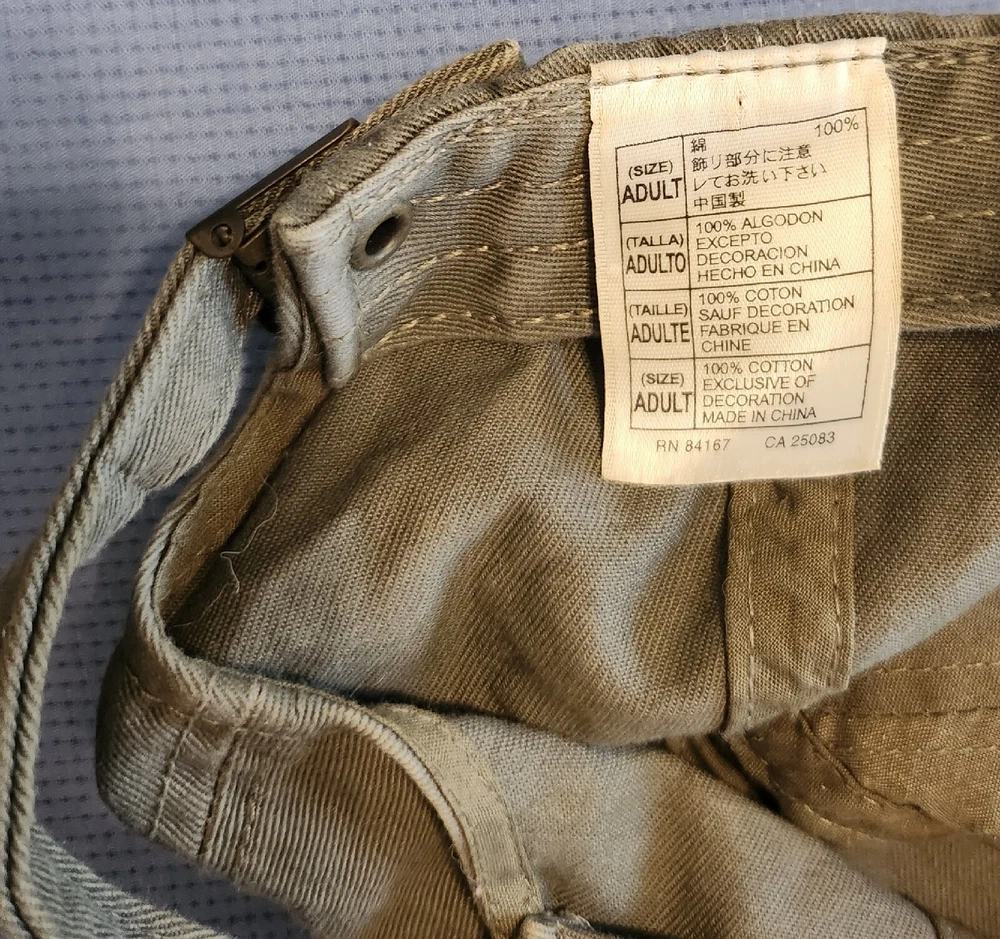 (SIZE)
ADULT
綿 100%
飾り部分に注意
レてお洗い下さい
中国製
(TALLA)
ADULTO
100% ALGODON
EXCEPTO
DECORACION
HECHO EN CHINA
(TAILLE)
ADULTE
100% COTON
SAUF DECORATION
FABRIQUE EN
CHINE
(SIZE)
ADULT
100% COTTON
EXCLUSIVE OF
DECORATION
MADE IN CHINA
RN 84167 CA 25083